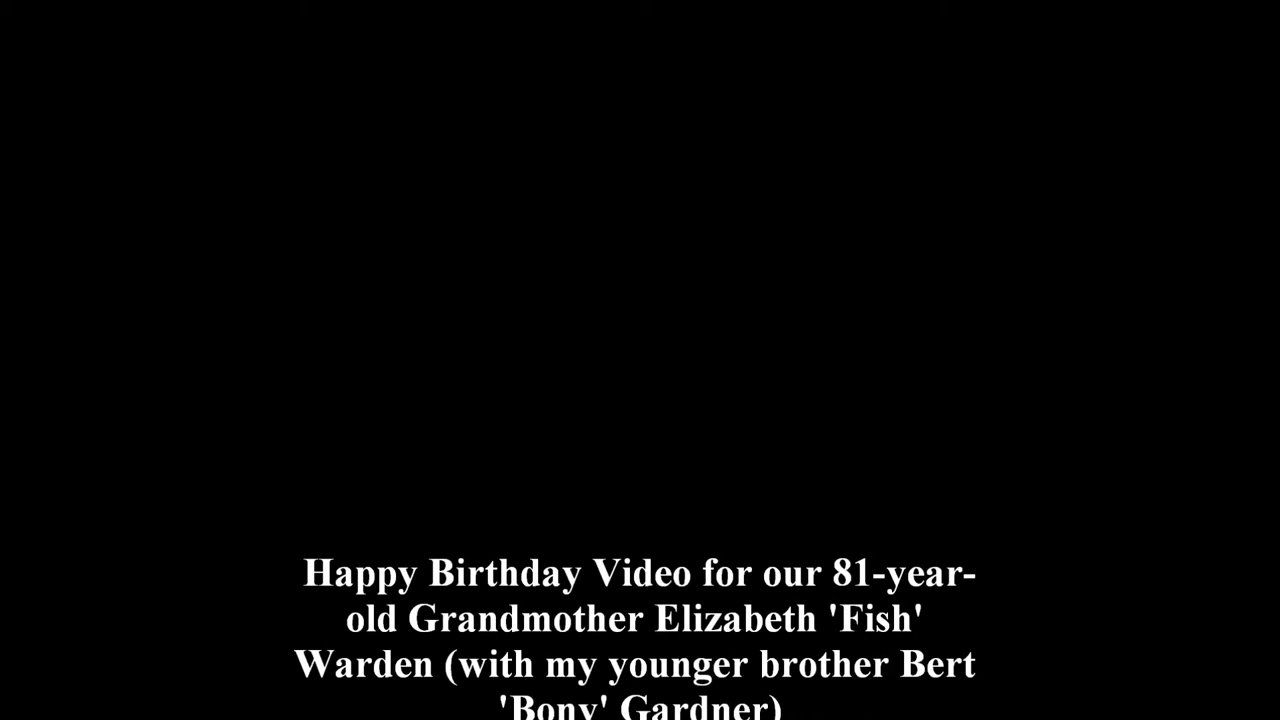 Happy Birthday Video for our 81-year-
old Grandmother Elizabeth 'Fish'
Warden (with my younger brother Bert
'Bony' Gardner)